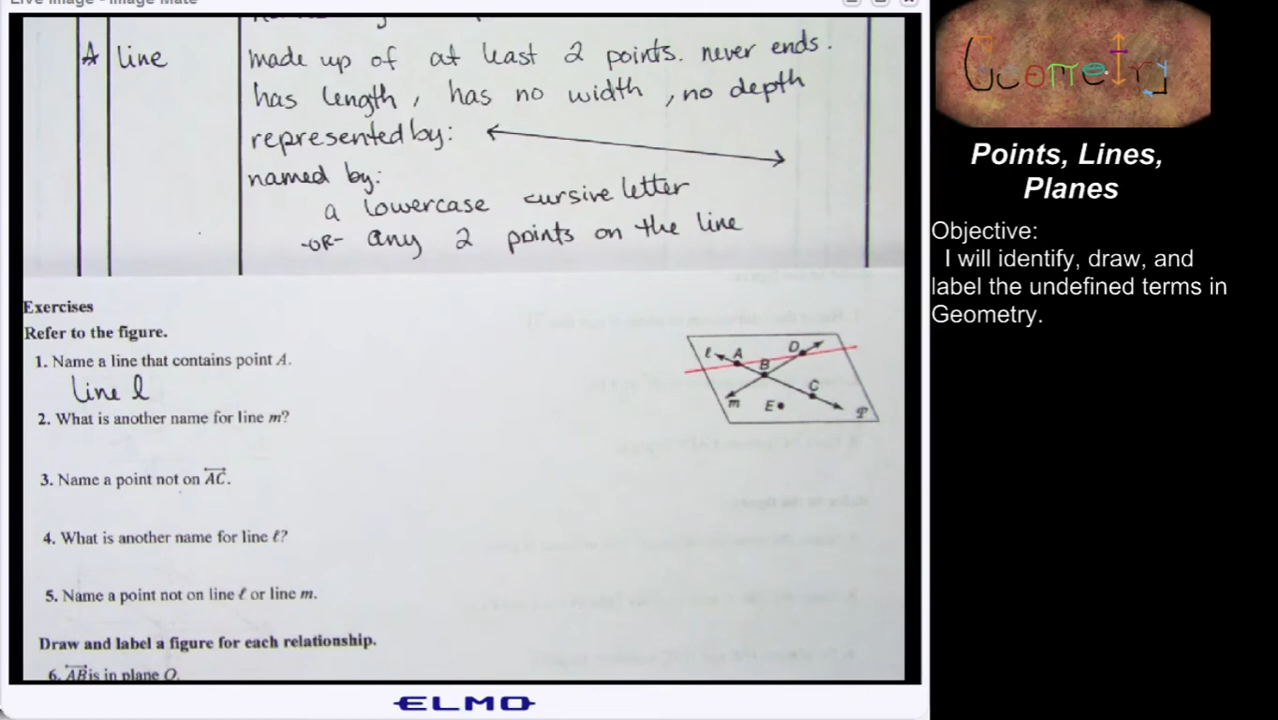 Live Image - Image Mate
A line made up of at least 2 points. never ends.
has length, has no width, no depth
represented by:
named by:
a lowercase cursive letter
-OR- any 2 points on the line
Exercises
Refer to the figure.
1. Name a line that contains point A.
line l
2. What is another name for line m?
3. Name a point not on AC.
4. What is another name for line ℓ?
5. Name a point not on line ℓ or line m.
Draw and label a figure for each relationship.
6. AB is in plane Q.
ℓ A B D
m E C P
ELMO
Geometry
Points, Lines,
Planes
Objective:
I will identify, draw, and
label the undefined terms in
Geometry.